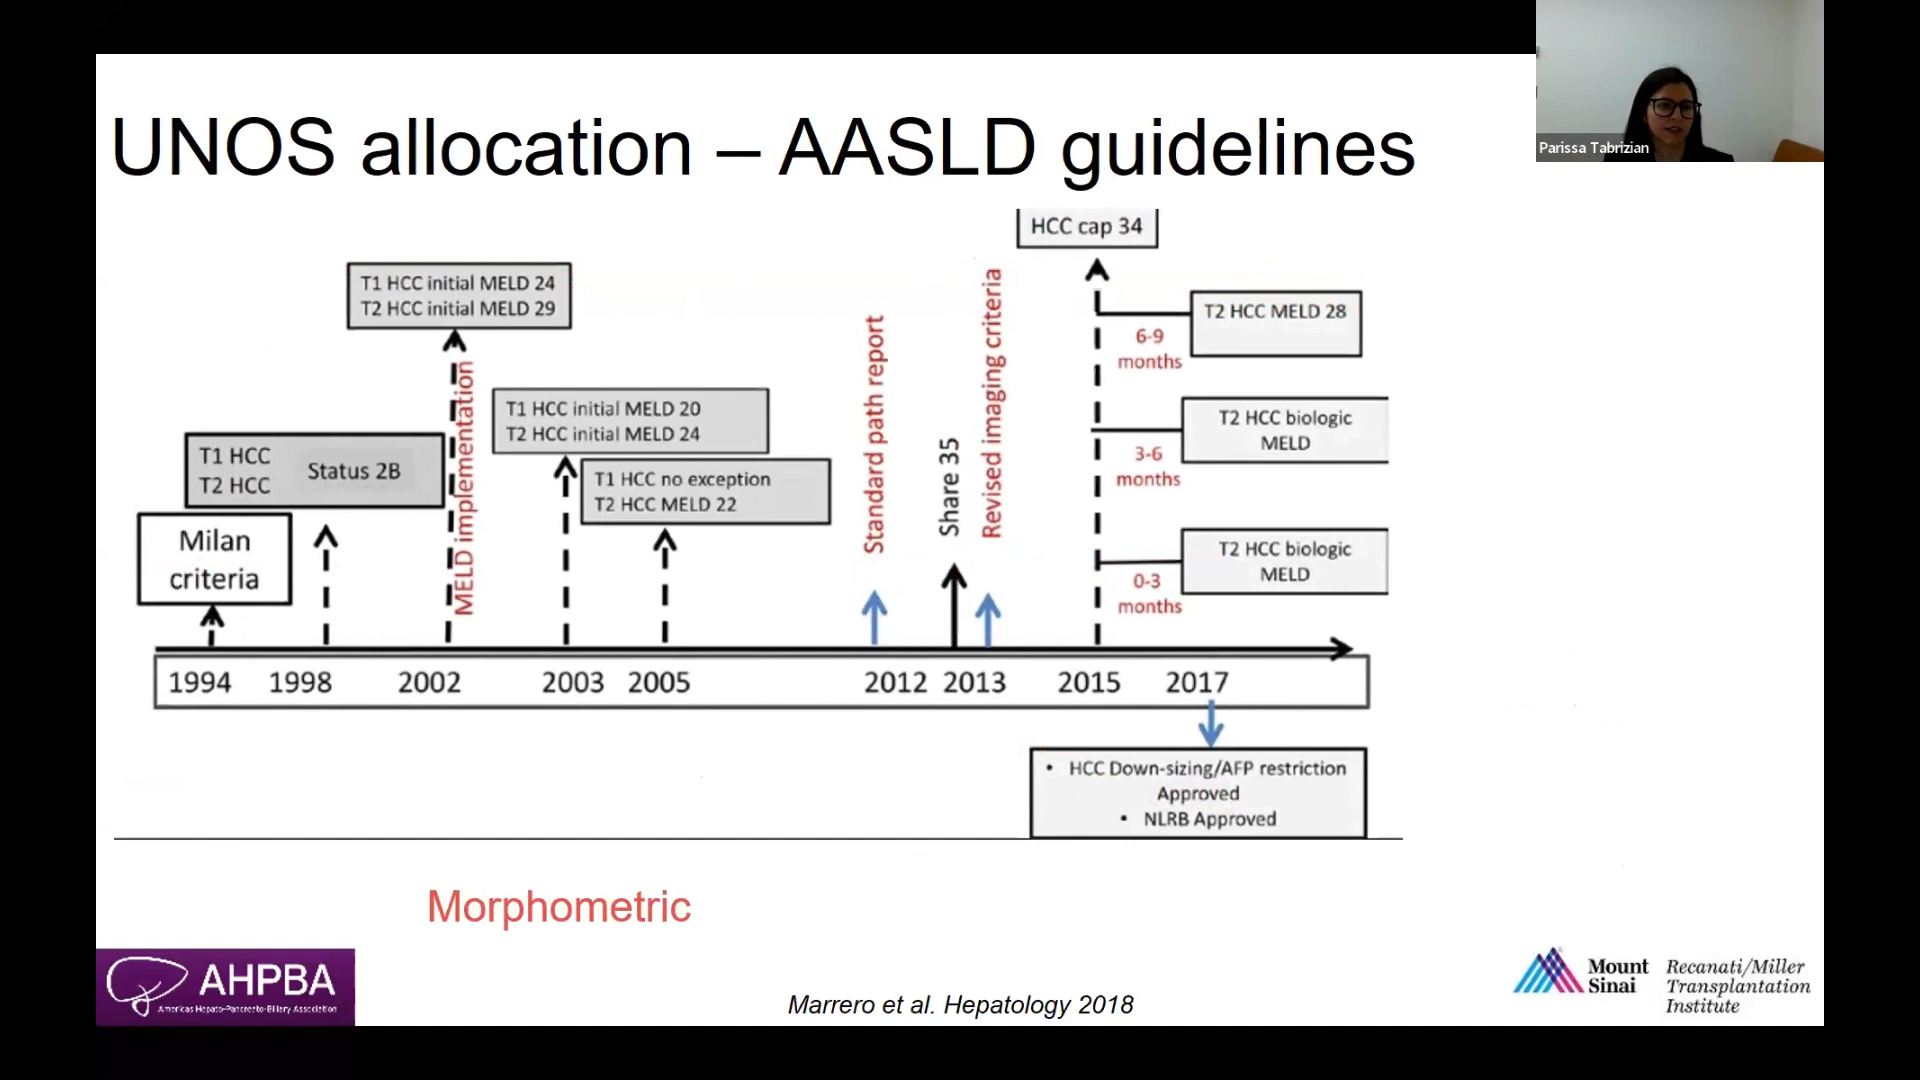 Parissa Tabrizian
UNOS allocation – AASLD guidelines
HCC cap 34
T1 HCC initial MELD 24
T2 HCC initial MELD 29
T2 HCC MELD 28
6-9
months
MELD implementation
T1 HCC initial MELD 20
T2 HCC initial MELD 24
Standard path report
Share 35
Revised imaging criteria
T2 HCC biologic
MELD
3-6
months
T1 HCC
T2 HCC
Status 2B
T1 HCC no exception
T2 HCC MELD 22
Milan
criteria
T2 HCC biologic
MELD
0-3
months
1994 1998 2002 2003 2005 2012 2013 2015 2017
• HCC Down-sizing/AFP restriction
Approved
• NLRB Approved
Morphometric
AHPBA
Americas Hepato-Pancreato-Biliary Association
Marrero et al. Hepatology 2018
Mount
Sinai
Recanati/Miller
Transplantation
Institute